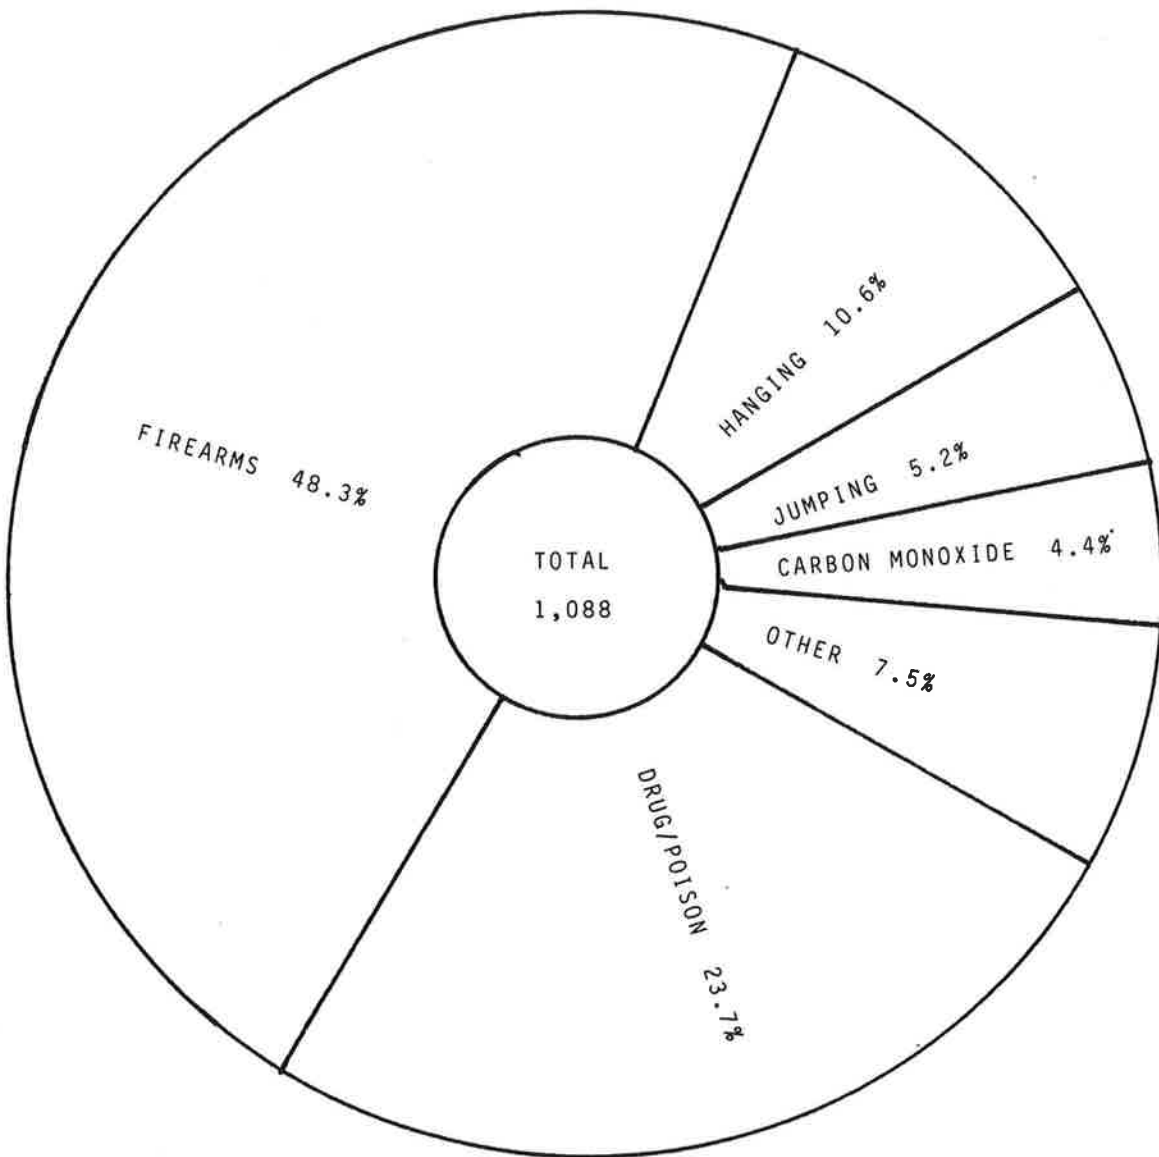 HANGING 10.6%
FIREARMS 48.3%
JUMPING 5.2%
TOTAL
1,088
CARBON MONOXIDE 4.4%
OTHER 7.5%
DRUG/POISON 23.7%